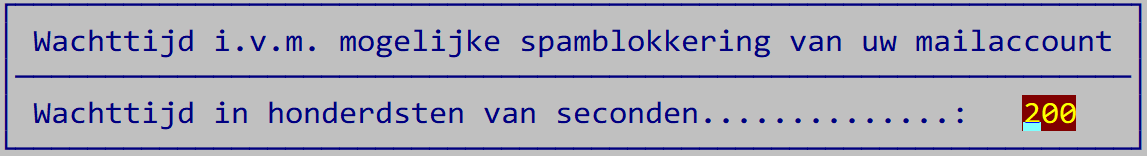 Wachttijd i.v.m. mogelijke spamblokkering van uw mailaccount
Wachttijd in honderdsten van seconden..............: 200